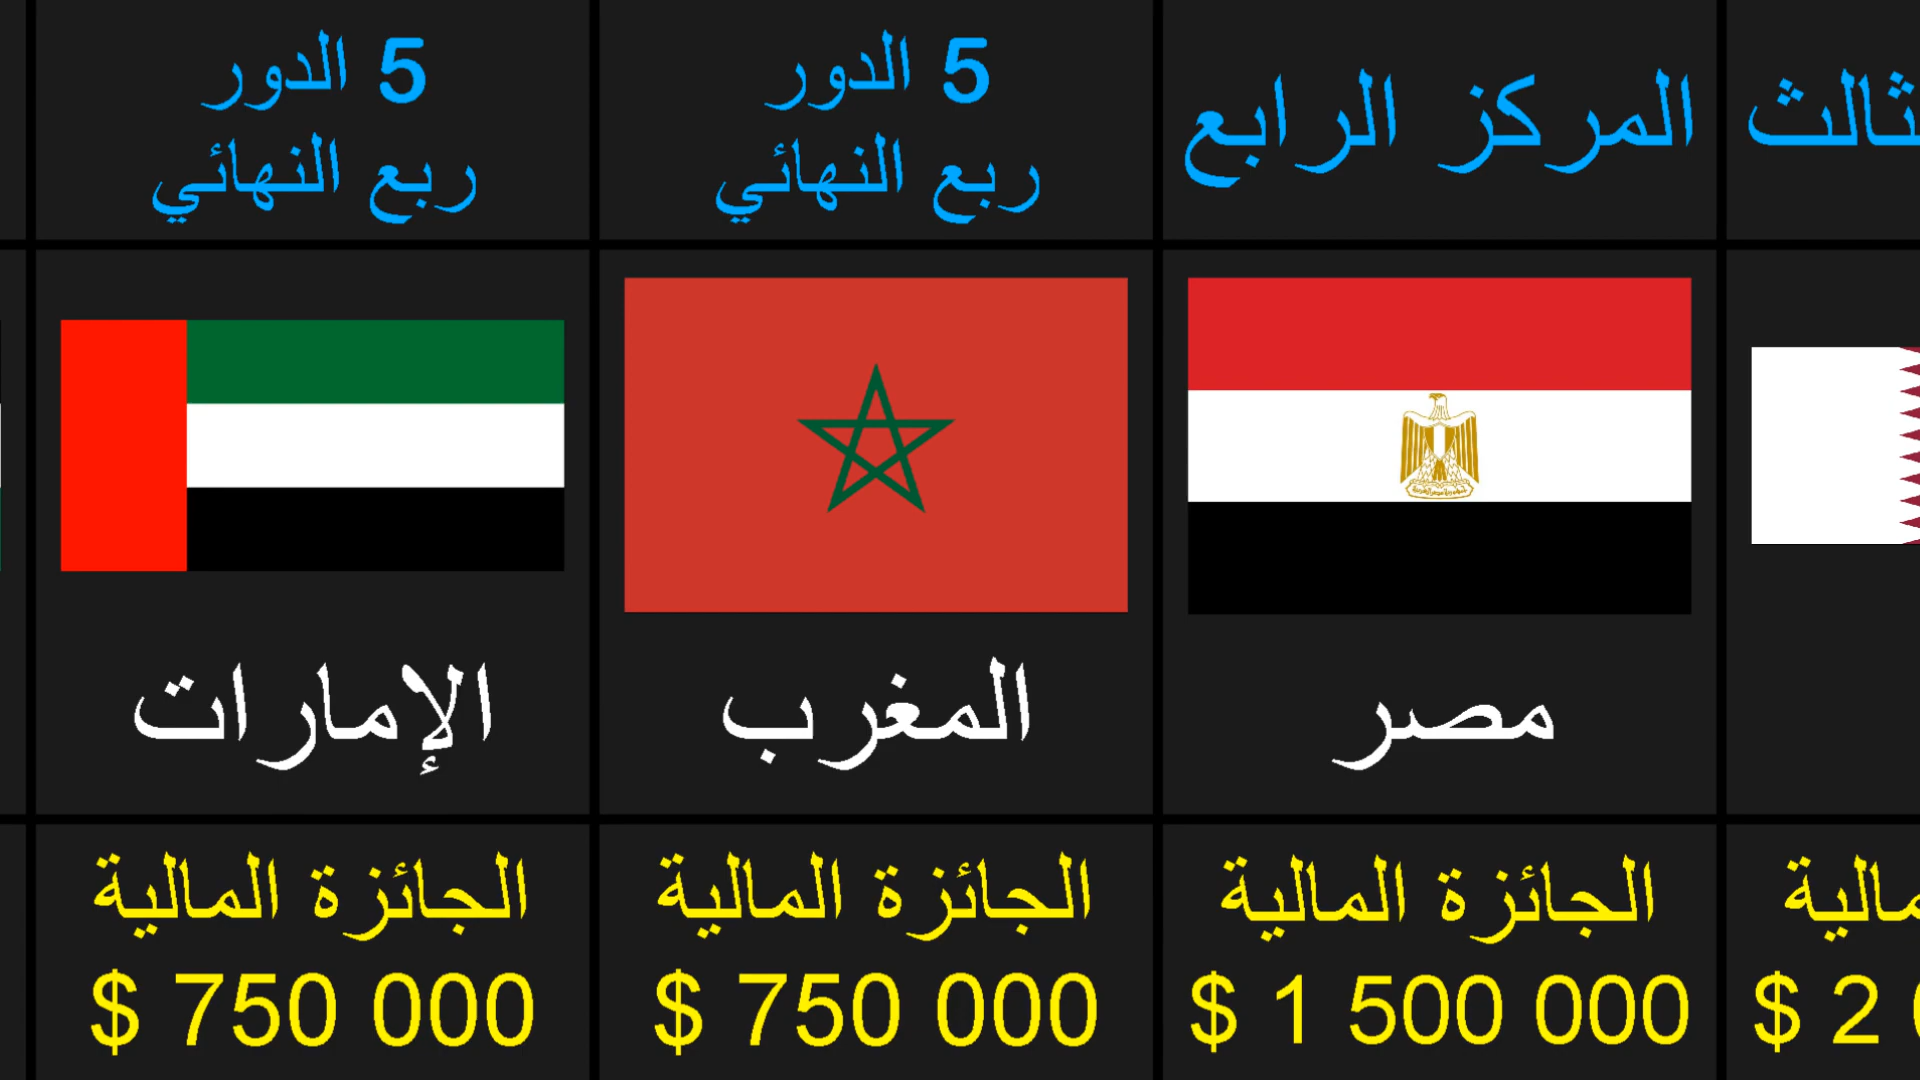 5 الدور
ربع النهائي
الإمارات
الجائزة المالية
$ 750 000
5 الدور
ربع النهائي
المغرب
الجائزة المالية
$ 750 000
المركز الرابع
مصر
الجائزة المالية
$ 1 500 000
$ 2